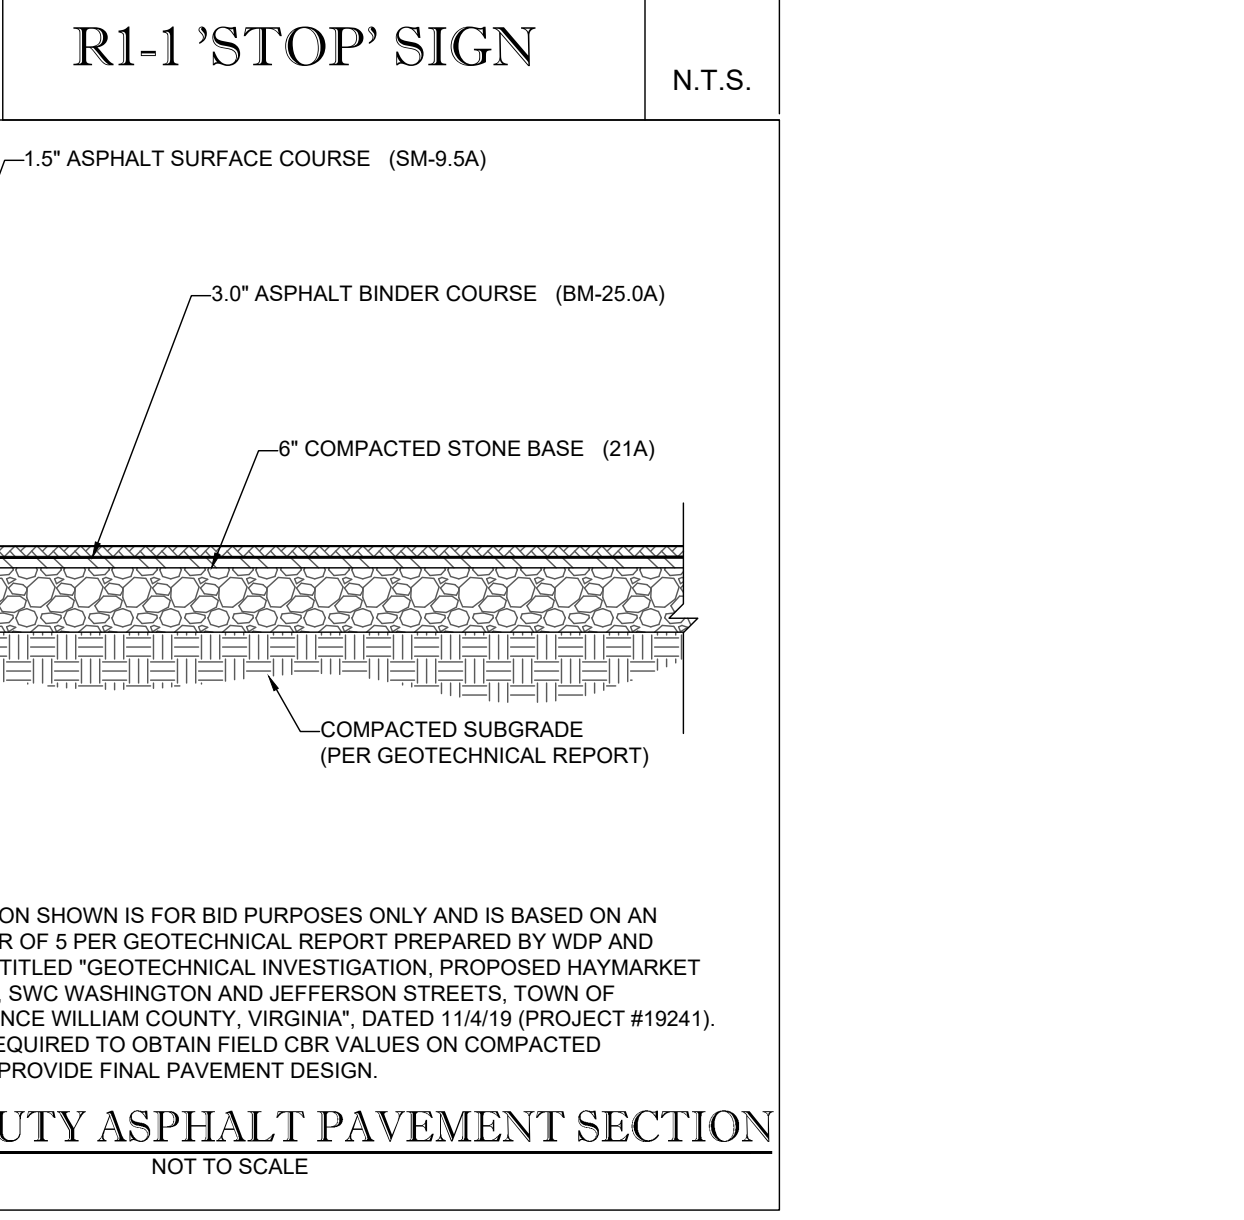 R1-1 'STOP' SIGN
N.T.S.
1.5" ASPHALT SURFACE COURSE (SM-9.5A)
3.0" ASPHALT BINDER COURSE (BM-25.0A)
6" COMPACTED STONE BASE (21A)
COMPACTED SUBGRADE
(PER GEOTECHNICAL REPORT)
ON SHOWN IS FOR BID PURPOSES ONLY AND IS BASED ON AN
R OF 5 PER GEOTECHNICAL REPORT PREPARED BY WDP AND
TITLED "GEOTECHNICAL INVESTIGATION, PROPOSED HAYMARKET
, SWC WASHINGTON AND JEFFERSON STREETS, TOWN OF
NCE WILLIAM COUNTY, VIRGINIA", DATED 11/4/19 (PROJECT #19241).
EQUIRED TO OBTAIN FIELD CBR VALUES ON COMPACTED
PROVIDE FINAL PAVEMENT DESIGN.
UTY ASPHALT PAVEMENT SECTION
NOT TO SCALE